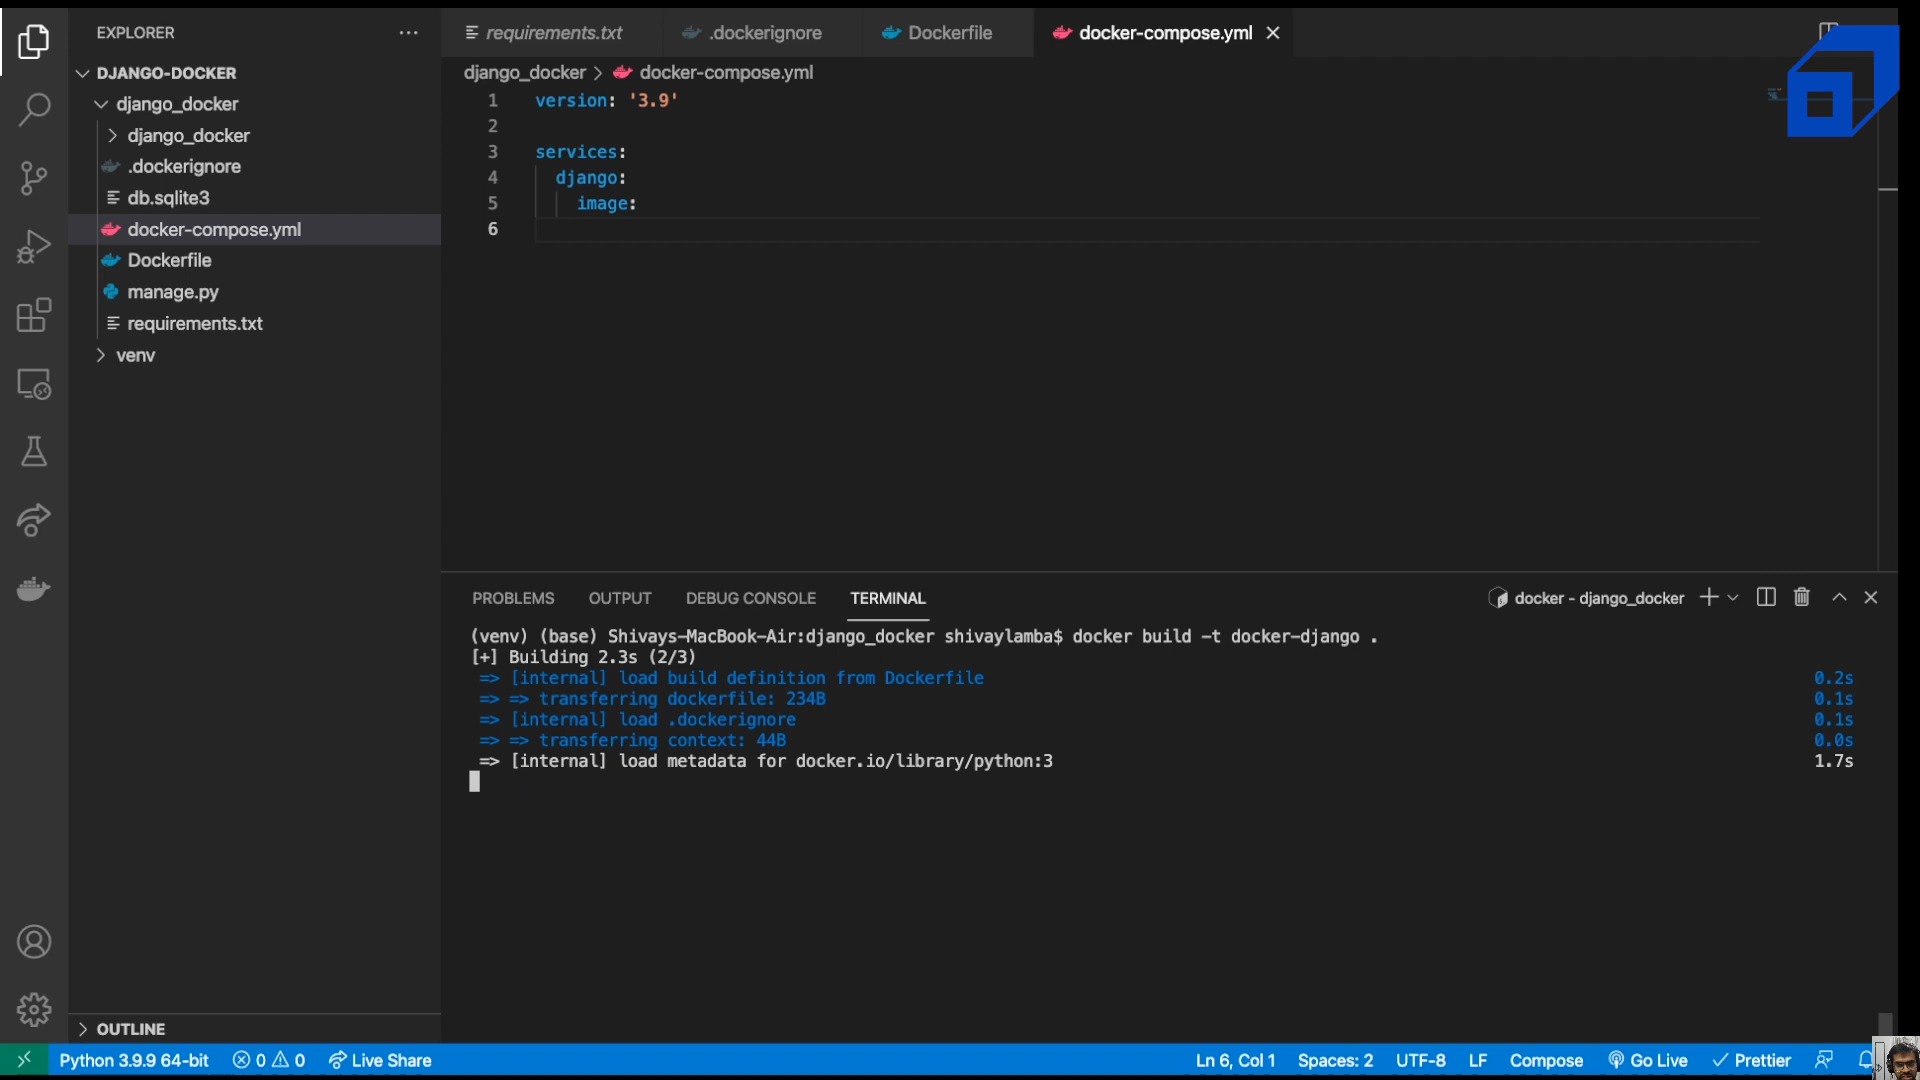 EXPLORER
DJANGO-DOCKER
django_docker
django_docker
.dockerignore
db.sqlite3
docker-compose.yml
Dockerfile
manage.py
requirements.txt
venv
OUTLINE
requirements.txt
.dockerignore
Dockerfile
docker-compose.yml
django_docker > docker-compose.yml
1 version: '3.9'
2
3 services:
4 django:
5 image:
6
PROBLEMS OUTPUT DEBUG CONSOLE TERMINAL
docker - django_docker
(venv) (base) Shivays-MacBook-Air:django_docker shivaylamba$ docker build -t docker-django .
[+] Building 2.3s (2/3)
=> [internal] load build definition from Dockerfile 0.2s
=> => transferring dockerfile: 234B 0.1s
=> [internal] load .dockerignore 0.1s
=> => transferring context: 44B 0.0s
=> [internal] load metadata for docker.io/library/python:3 1.7s
Python 3.9.9 64-bit 0 0 Live Share Ln 6, Col 1 Spaces: 2 UTF-8 LF Compose Go Live Prettier